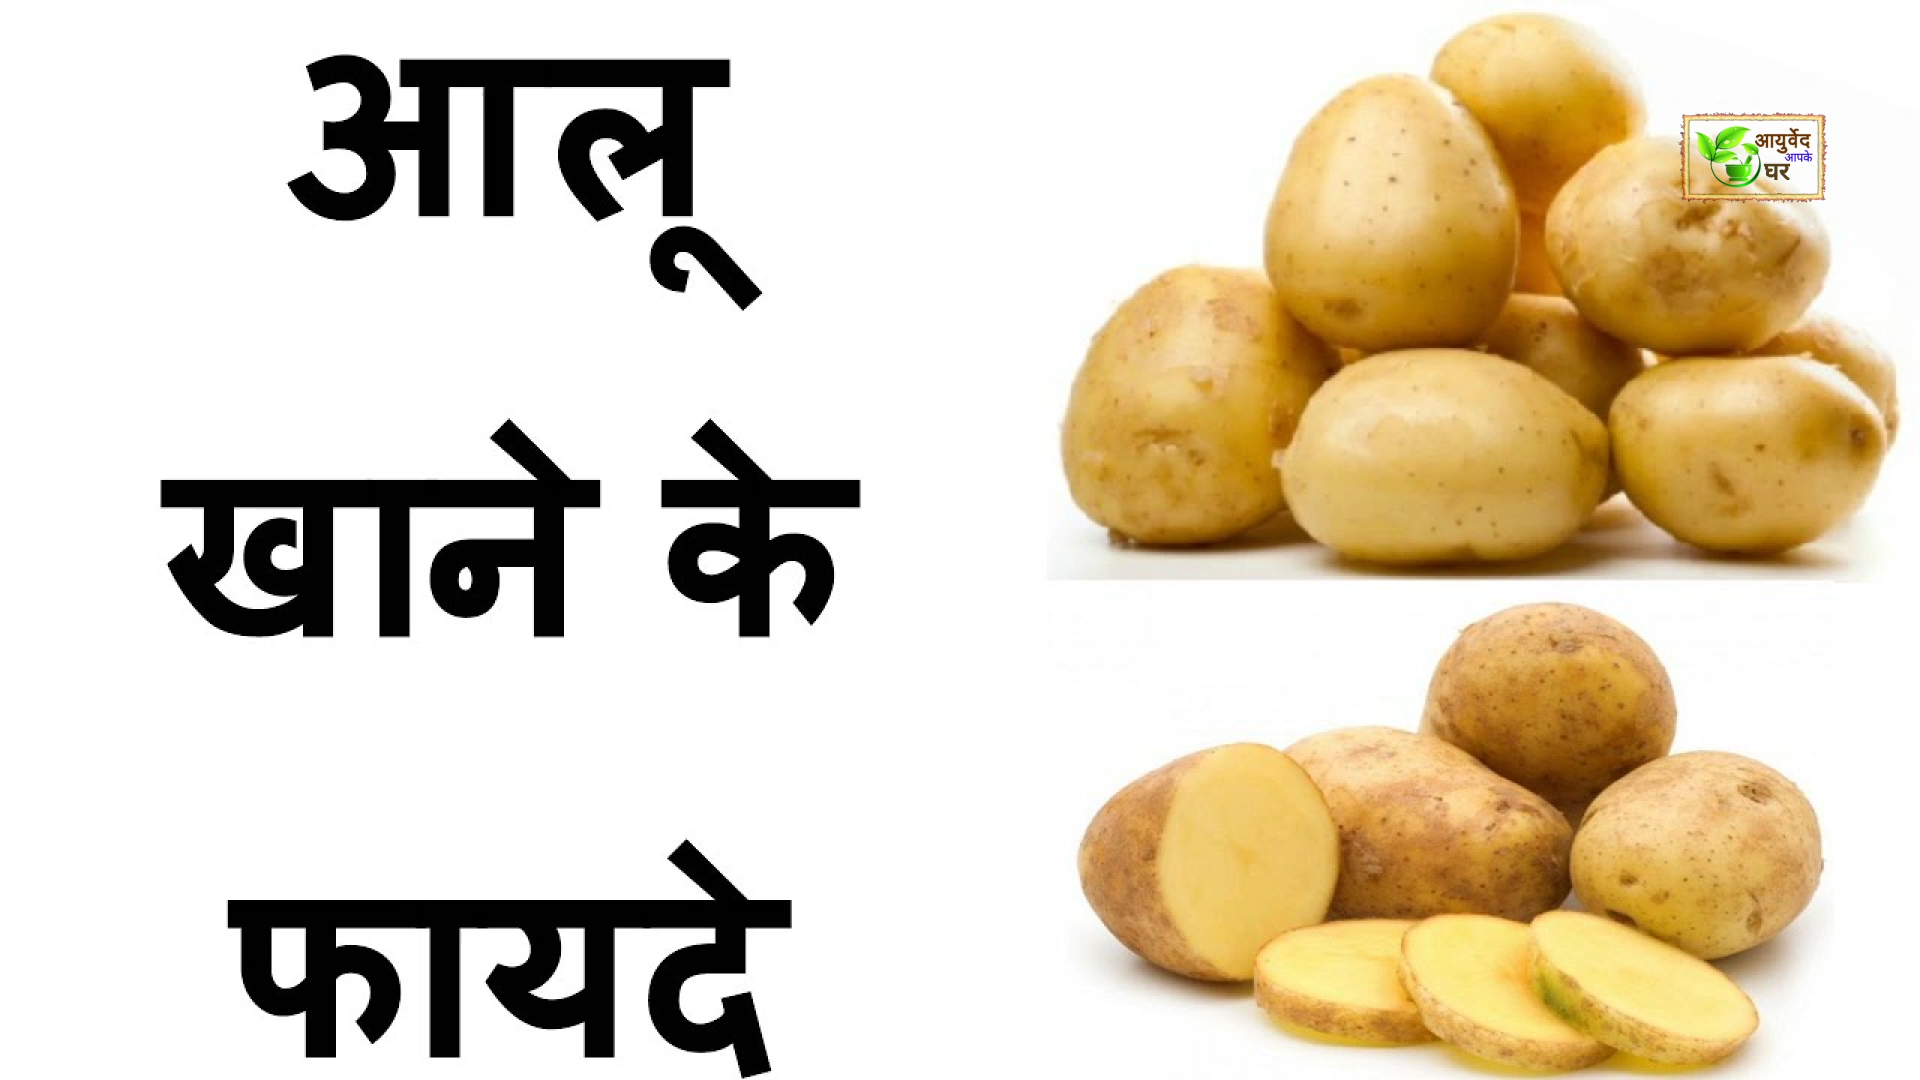 आलू
खाने के
फायदे
आयुर्वेद
आपके
घर